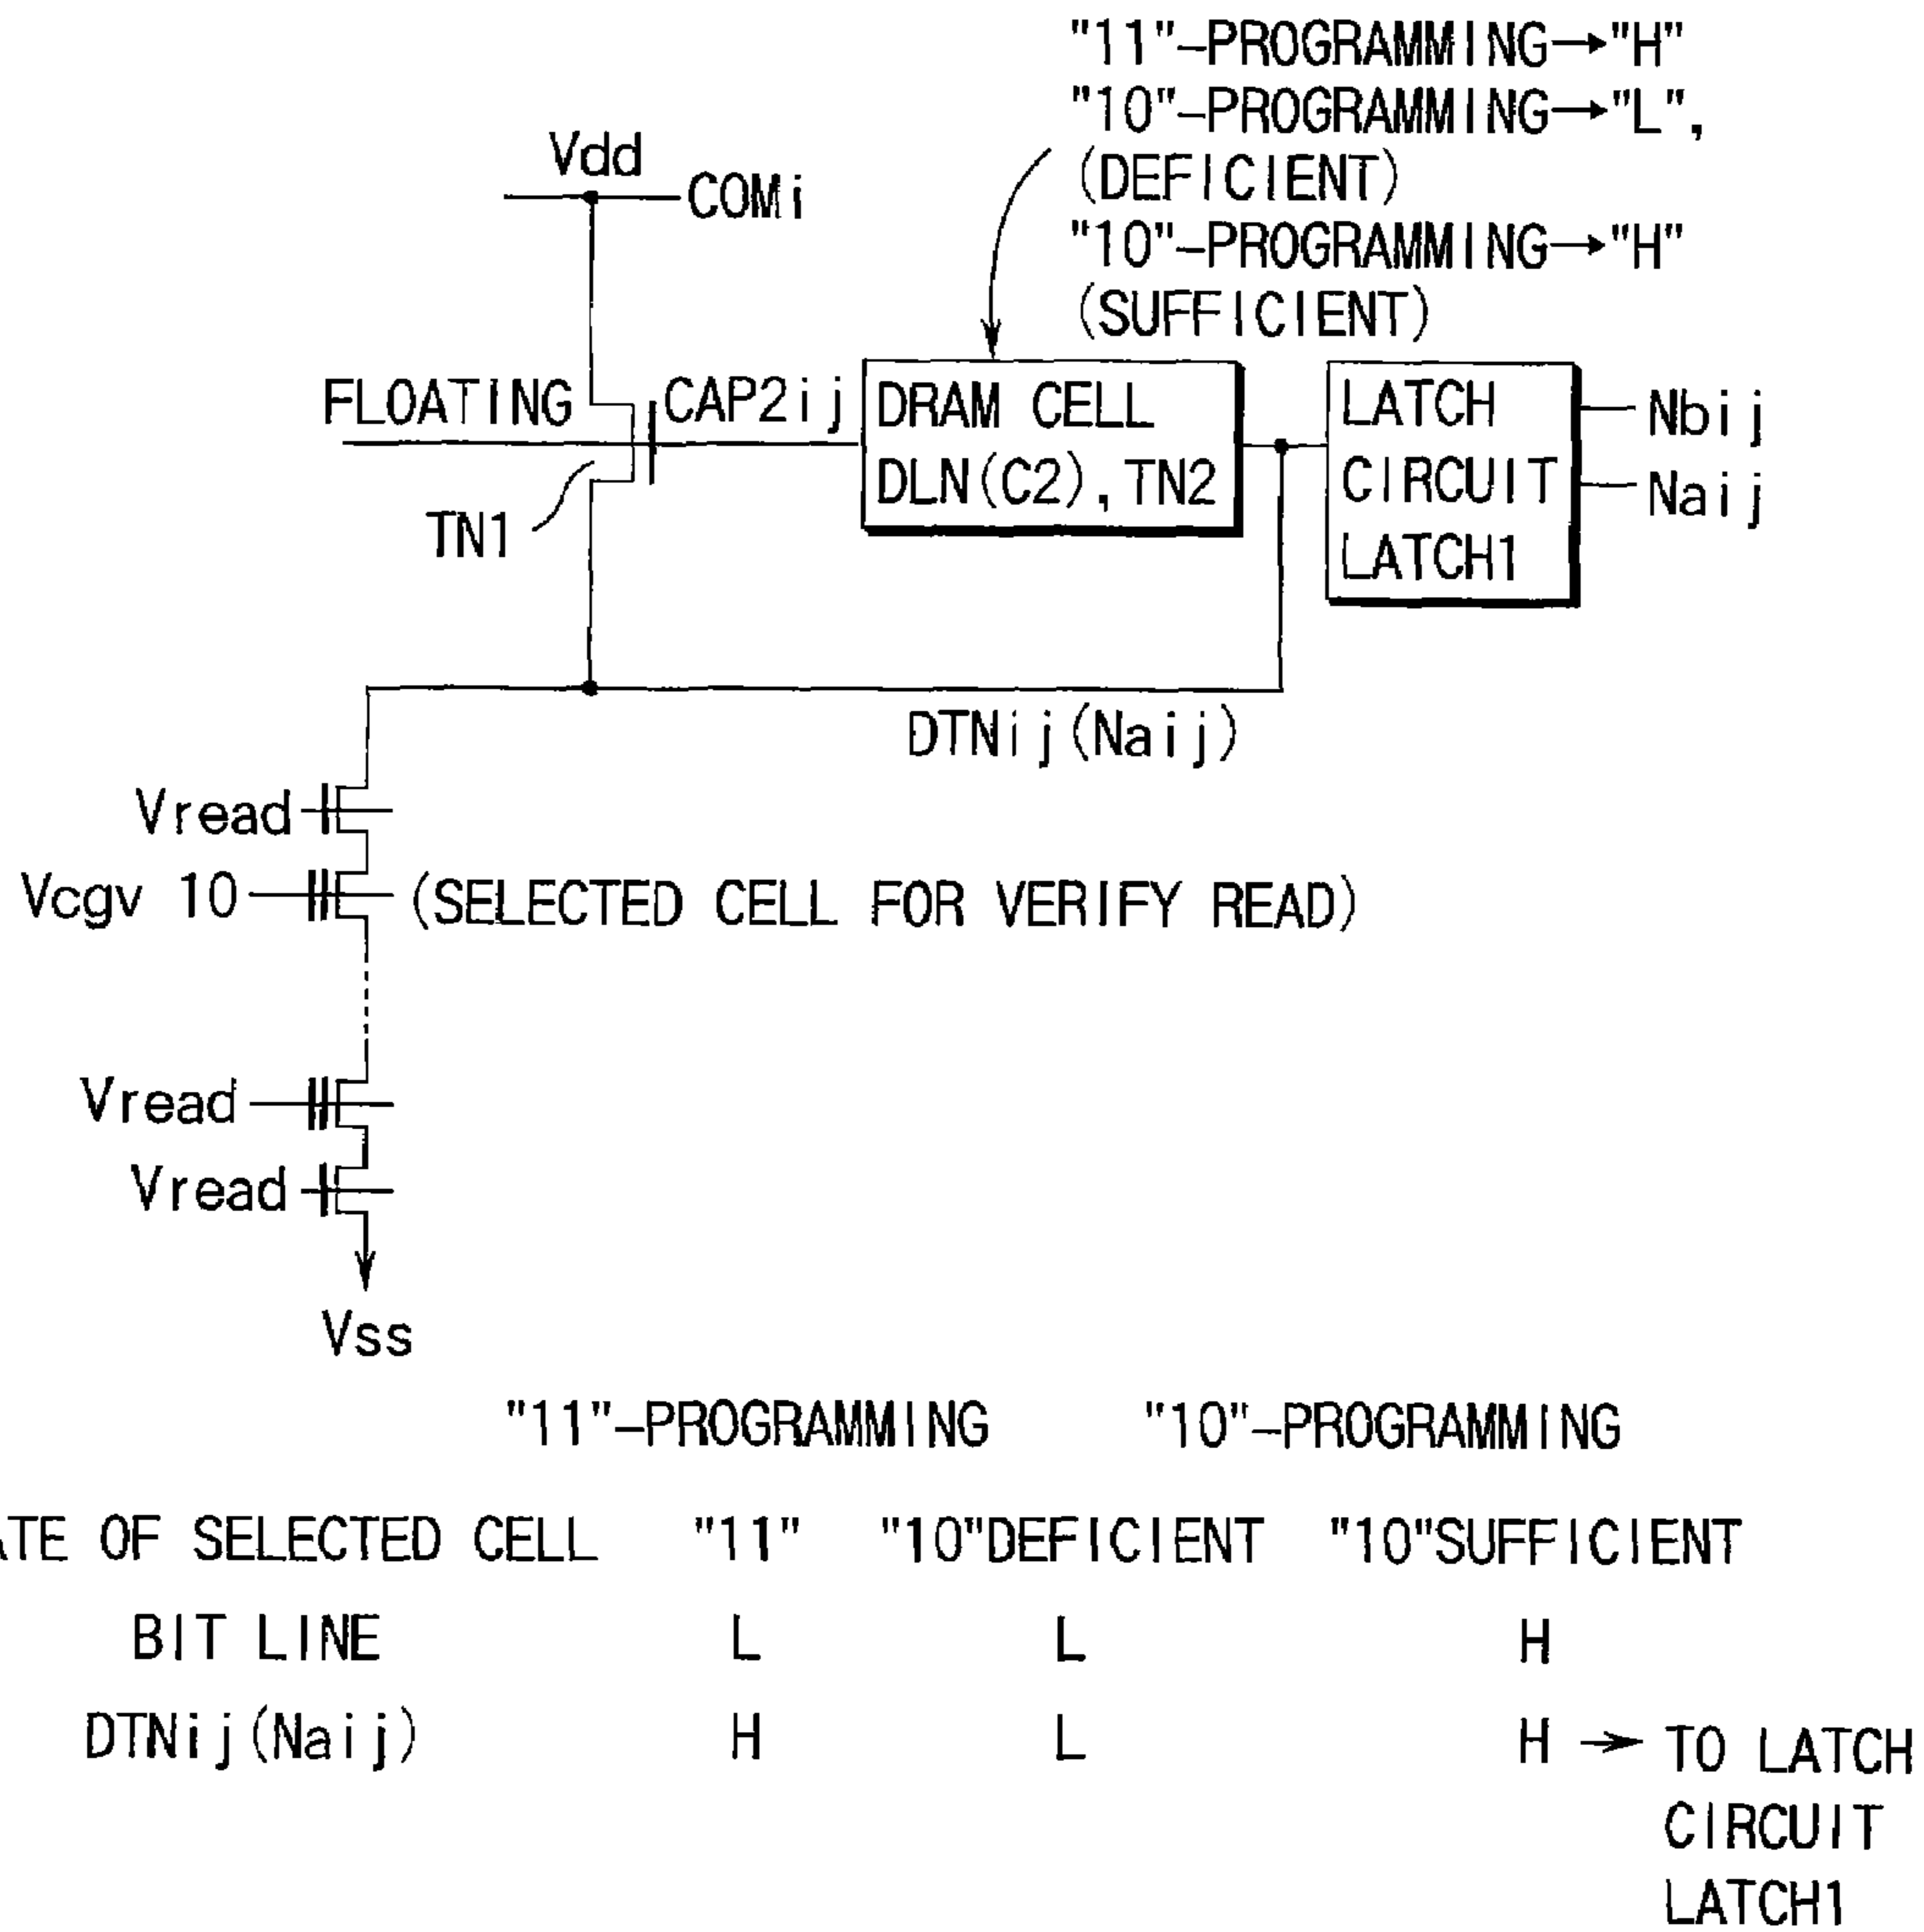 "11"-PROGRAMMING→"H"
"10"-PROGRAMMING→"L",
(DEFICIENT)
"10"-PROGRAMMING→"H"
(SUFFICIENT)
Vdd
COMi
FLOATING
CAP2ij
TN1
DRAM CELL
DLN(C2), TN2
LATCH
CIRCUIT
LATCH1
Nbij
Naij
DTNij(Naij)
Vread
Vcgv 10
(SELECTED CELL FOR VERIFY READ)
Vread
Vread
Vss
"11"-PROGRAMMING "10"-PROGRAMMING
OF SELECTED CELL "11" "10"DEFICIENT "10"SUFFICIENT
BIT LINE L L H
DTNij(Naij) H L H → TO LATCH
CIRCUIT
LATCH1